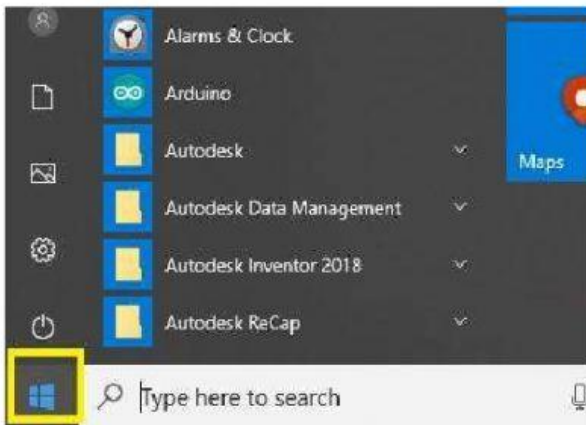 Alarms & Clock
Arduino
Autodesk
Maps
Autodesk Data Management
Autodesk Inventor 2018
Autodesk ReCap
Type here to search